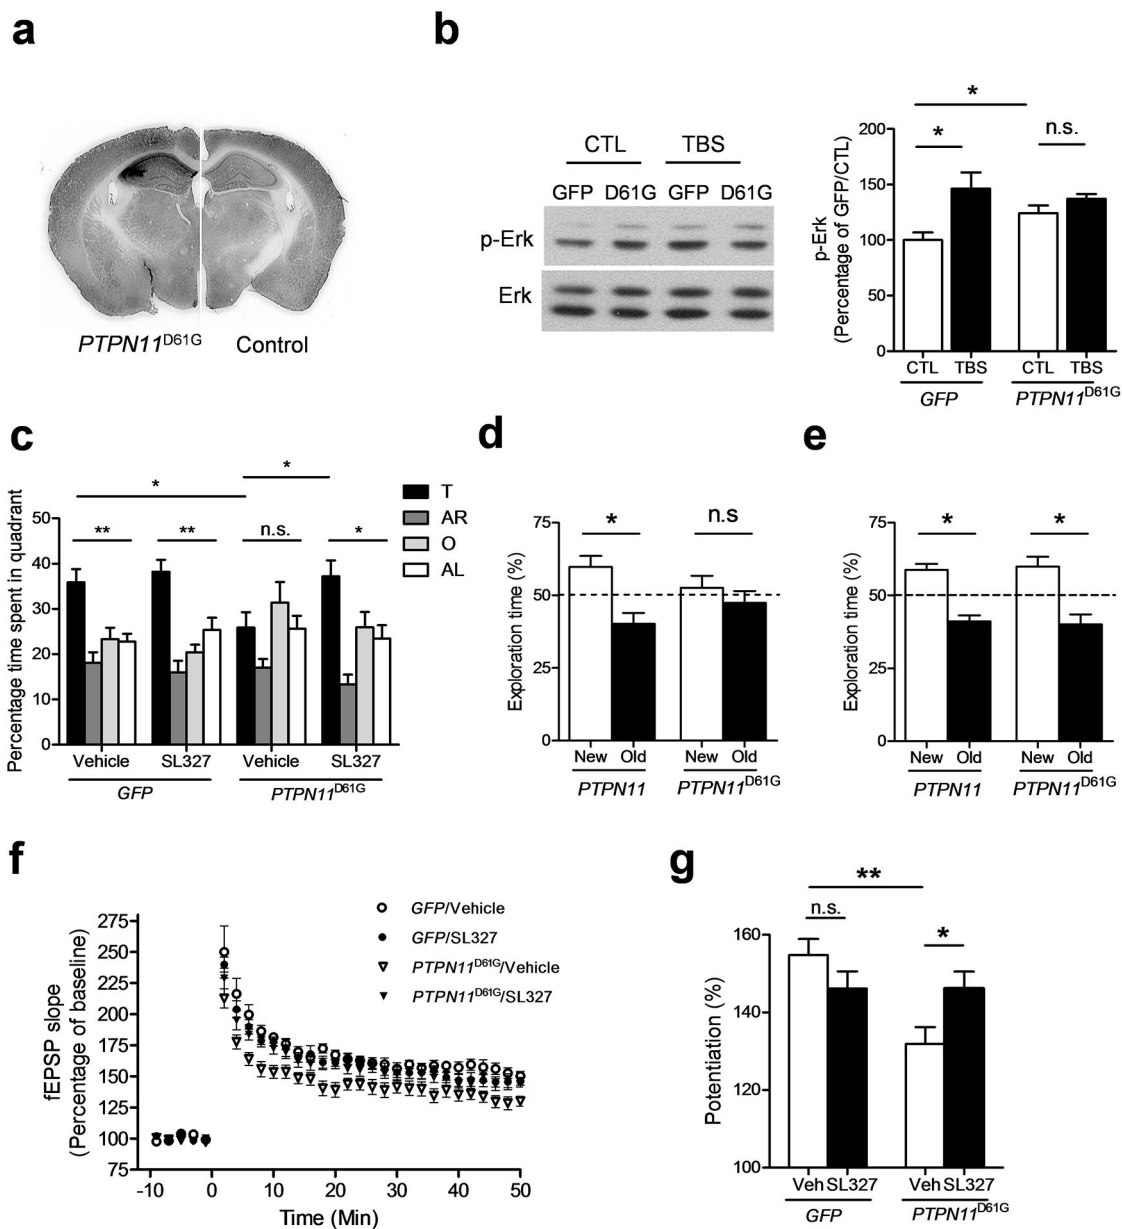 a
PTPN11D61G Control
b
CTL TBS
GFP D61G GFP D61G
p-Erk
Erk
p-Erk
(Percentage of GFP/CTL)
200
150
100
50
0
*
*
n.s.
CTL TBS CTL TBS
GFP PTPN11D61G
c
Percentage time spent in quadrant
50
40
30
20
10
0
*
*
** ** n.s. *
T
AR
O
AL
Vehicle SL327 Vehicle SL327
GFP PTPN11D61G
d
Exploration time (%)
75
50
25
0
* n.s
New Old New Old
PTPN11 PTPN11D61G
e
Exploration time (%)
75
50
25
0
* *
New Old New Old
PTPN11 PTPN11D61G
f
fEPSP slope
(Percentage of baseline)
275
250
225
200
175
150
125
100
75
GFP/Vehicle
GFP/SL327
PTPN11D61G/Vehicle
PTPN11D61G/SL327
-10 0 10 20 30 40 50
Time (Min)
g
Potentiation (%)
160
140
120
100
**
n.s.
*
Veh SL327 Veh SL327
GFP PTPN11D61G